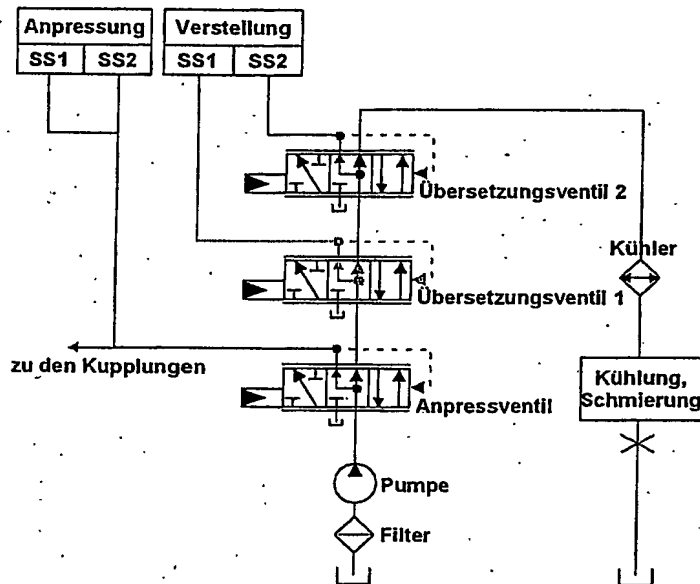 Anpressung
SS1 SS2
Verstellung
SS1 SS2
Übersetzungsventil 2
Kühler
Übersetzungsventil 1
zu den Kupplungen
Anpressventil
Kühlung,
Schmierung
Pumpe
Filter